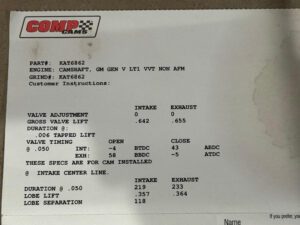 COMP
CAMS
PART#: KAT6862
ENGINE: CAMSHAFT, GM GEN V LT1 VVT NON AFM
GRIND#: KAT6862
Customer Instructions:
INTAKE EXHAUST
VALVE ADJUSTMENT 0 0
GROSS VALVE LIFT .642 .655
DURATION @
.006 TAPPED LIFT
VALVE TIMING OPEN CLOSE
@ .050 INT: -4 BTDC 43 ABDC
EXH: 58 BBDC -5 ATDC
THESE SPECS ARE FOR CAM INSTALLED
@ INTAKE CENTER LINE.
INTAKE EXHAUST
DURATION @ .050 219 233
LOBE LIFT .357 .364
LOBE SEPARATION 118
If you prefer, yo
Name